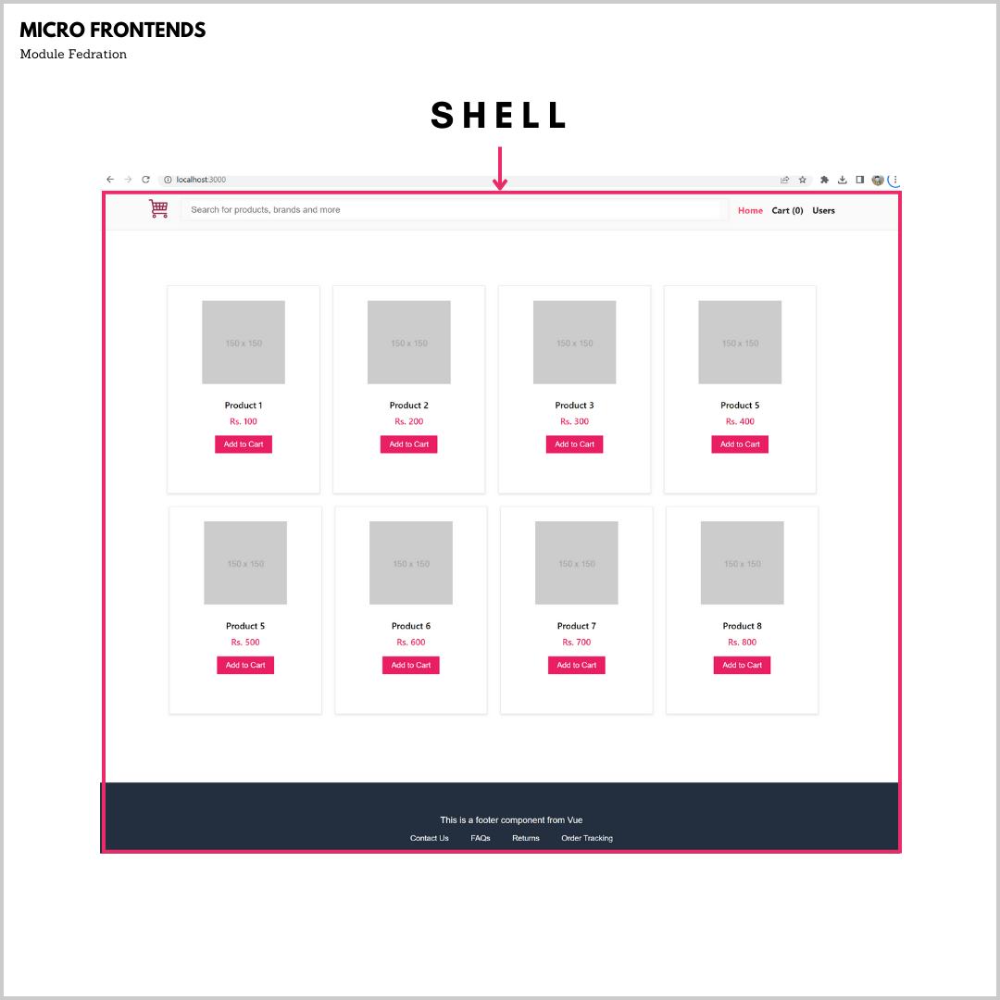 MICRO FRONTENDS
Module Fedration
SHELL
localhost:3000
Search for products, brands and more
Home Cart (0) Users
150 x 150 150 x 150 150 x 150 150 x 150
Product 1 Product 2 Product 3 Product 5
Rs. 100 Rs. 200 Rs. 300 Rs. 400
Add to Cart Add to Cart Add to Cart Add to Cart
150 x 150 150 x 150 150 x 150 150 x 150
Product 5 Product 6 Product 7 Product 8
Rs. 500 Rs. 600 Rs. 700 Rs. 800
Add to Cart Add to Cart Add to Cart Add to Cart
This is a footer component from Vue
Contact Us FAQs Returns Order Tracking